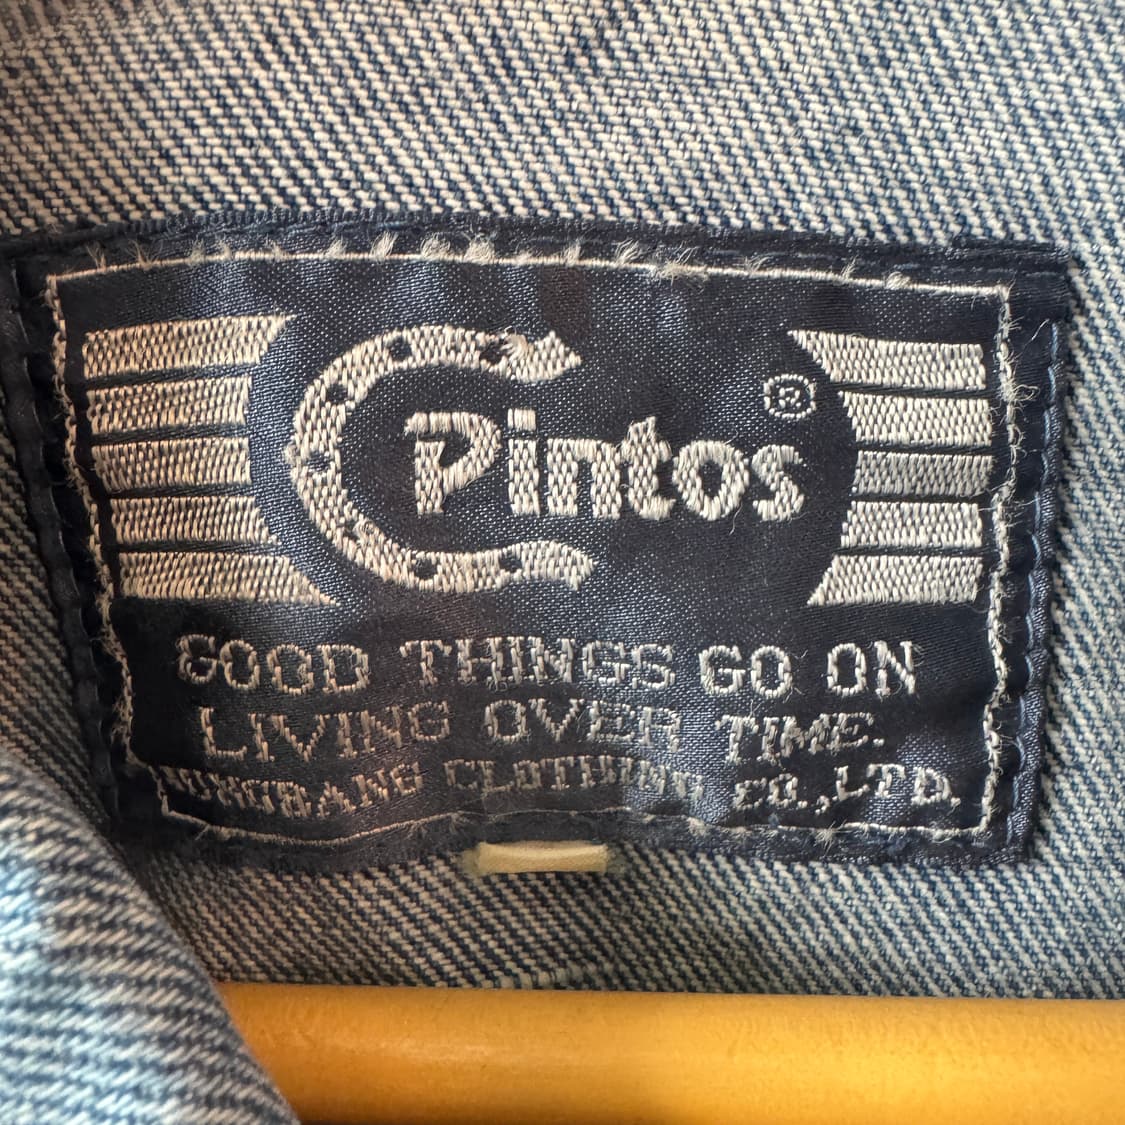 Pintos ®
GOOD THINGS GO ON
LIVING OVER TIME.
CLOTHING CO.,LTD.